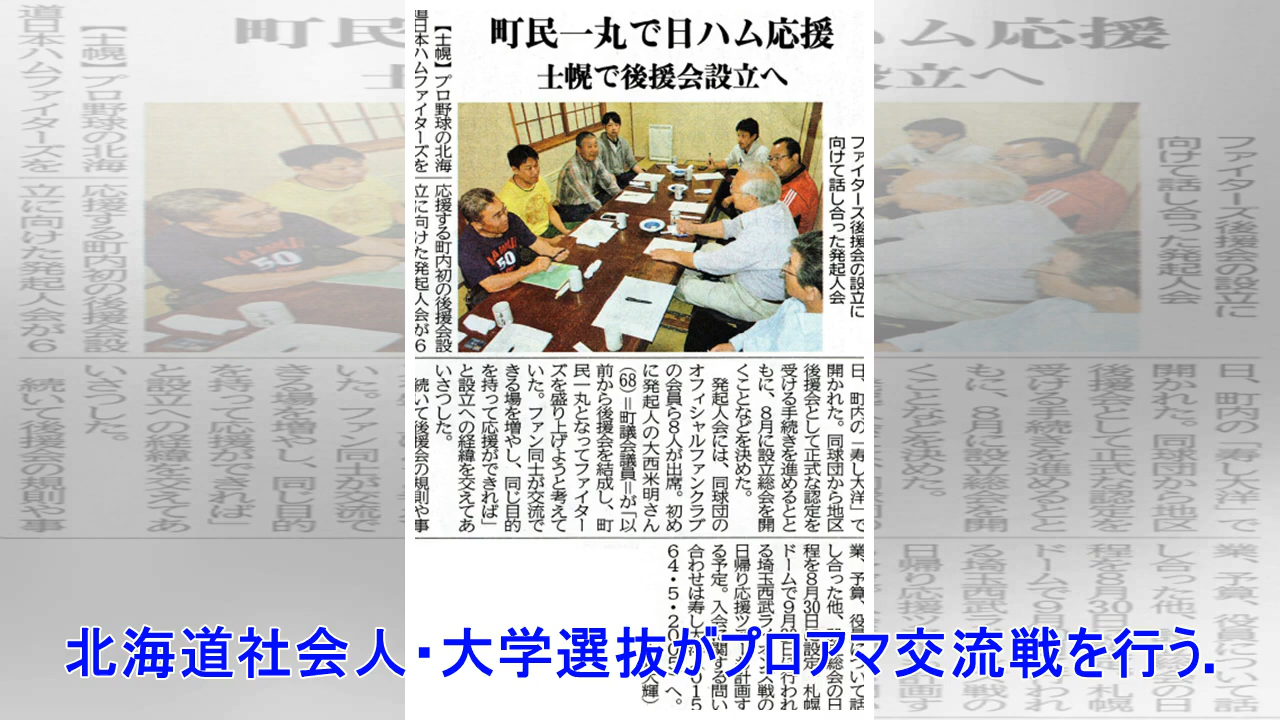 町民一丸で日ハム応援
士幌で後援会設立へ
ファイターズ後援会の設立に
向けて話し合った発起人会
【士幌】プロ野球の北海
道日本ハムファイターズを
応援する町内初の後援会設
立に向けた発起人会が6
日、町内の「寿し大洋」で
開かれた。同球団から地区
後援会として正式な認定を
受ける手続きを進めるとと
もに、8月に設立総会を開
くことなどを決めた。
発起人会には、同球団の
オフィシャルファンクラブ
の会員ら8人が出席。初め
に発起人の大西米明さん
(68)=町議会議員=が「以
前から後援会を結成し、町
民一丸となってファイター
ズを盛り上げようと考えて
いた。ファン同士が交流で
きる場を増やし、同じ目的
を持って応援ができれば」
と設立への経緯を交えてあ
いさつした。
続いて後援会の規則や事
業、予算、役員について話
し合った他、設立総会の日
程を8月30日に設定。札幌
ドームで9月
日に行われ
る埼玉西武ライオンズ戦の
日帰り応援ツアーを計画す
る予定。入会に関する問い
合わせは寿し大洋
015
64・5・2005へ。
北海道社会人・大学選抜がプロアマ交流戦を行う.